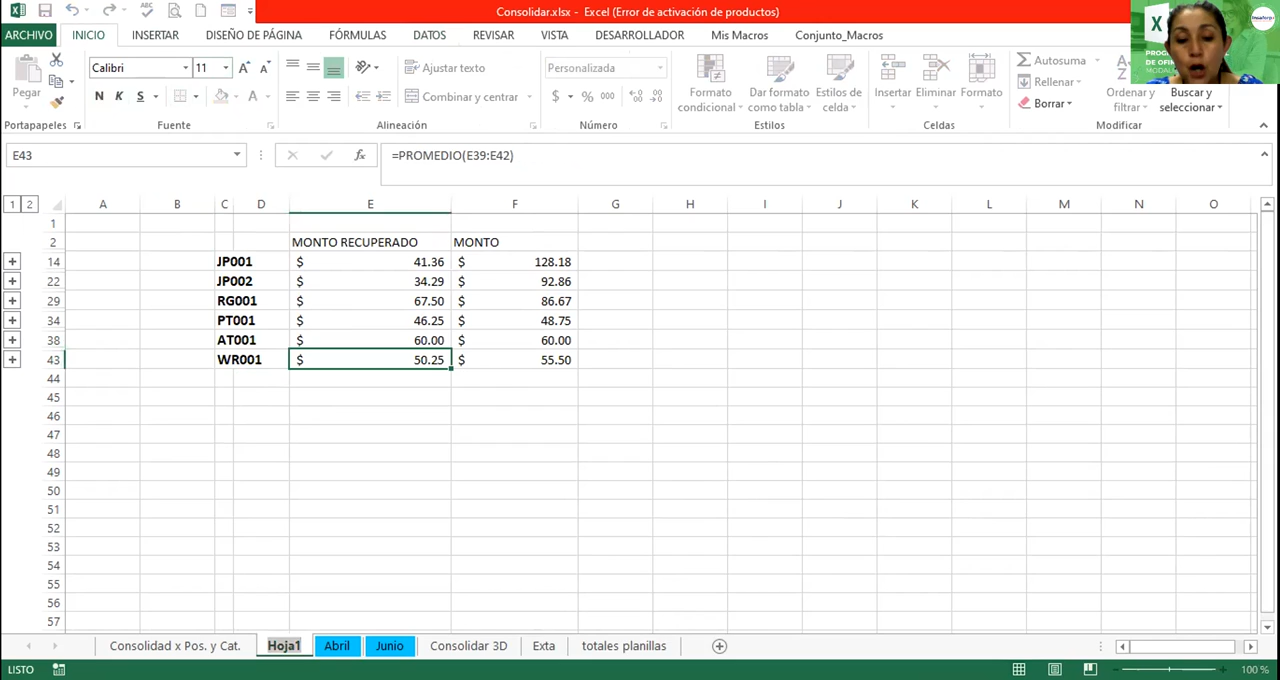 Consolidar.xlsx - Excel (Error de activación de productos)
ARCHIVO INICIO INSERTAR DISEÑO DE PÁGINA FÓRMULAS DATOS REVISAR VISTA DESARROLLADOR Mis Macros Conjunto_Macros
Pegar
Calibri 11
N K S
Ajustar texto
Combinar y centrar
Personalizada
$ % 000
Formato condicional
Dar formato como tabla
Estilos de celda
Insertar Eliminar Formato
Autosuma
Rellenar
Borrar
Ordenar y filtrar
Buscar y seleccionar
Portapapeles Fuente Alineación Número Estilos Celdas Modificar
E43 fx =PROMEDIO(E39:E42)
1 2 A B C D E F G H I J K L M N O
1
2 MONTO RECUPERADO MONTO
14 JP001 $ 41.36 $ 128.18
22 JP002 $ 34.29 $ 92.86
29 RG001 $ 67.50 $ 86.67
34 PT001 $ 46.25 $ 48.75
38 AT001 $ 60.00 $ 60.00
43 WR001 $ 50.25 $ 55.50
44
45
46
47
48
49
50
51
52
53
54
55
56
57
Consolidad x Pos. y Cat. Hoja1 Abril Junio Consolidar 3D Exta totales planillas
LISTO 100 %